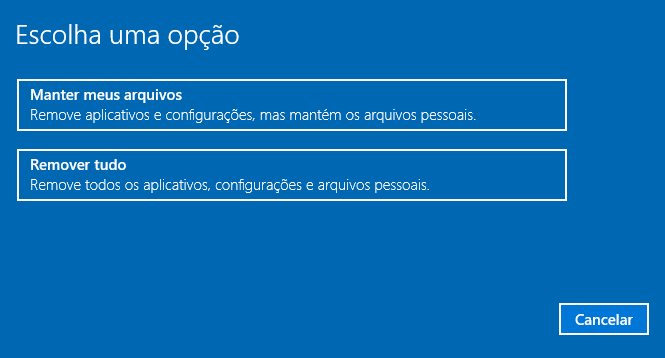 Escolha uma opção
Manter meus arquivos
Remove aplicativos e configurações, mas mantém os arquivos pessoais.
Remover tudo
Remove todos os aplicativos, configurações e arquivos pessoais.
Cancelar